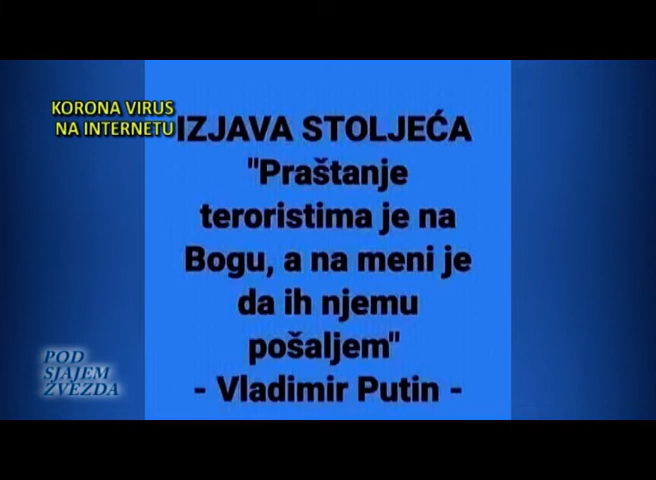 KORONA VIRUS
NA INTERNETU
IZJAVA STOLJEĆA
"Praštanje
teroristima je na
Bogu, a na meni je
da ih njemu
pošaljem"
- Vladimir Putin -
POD
SJAJEM
ZVEZDA